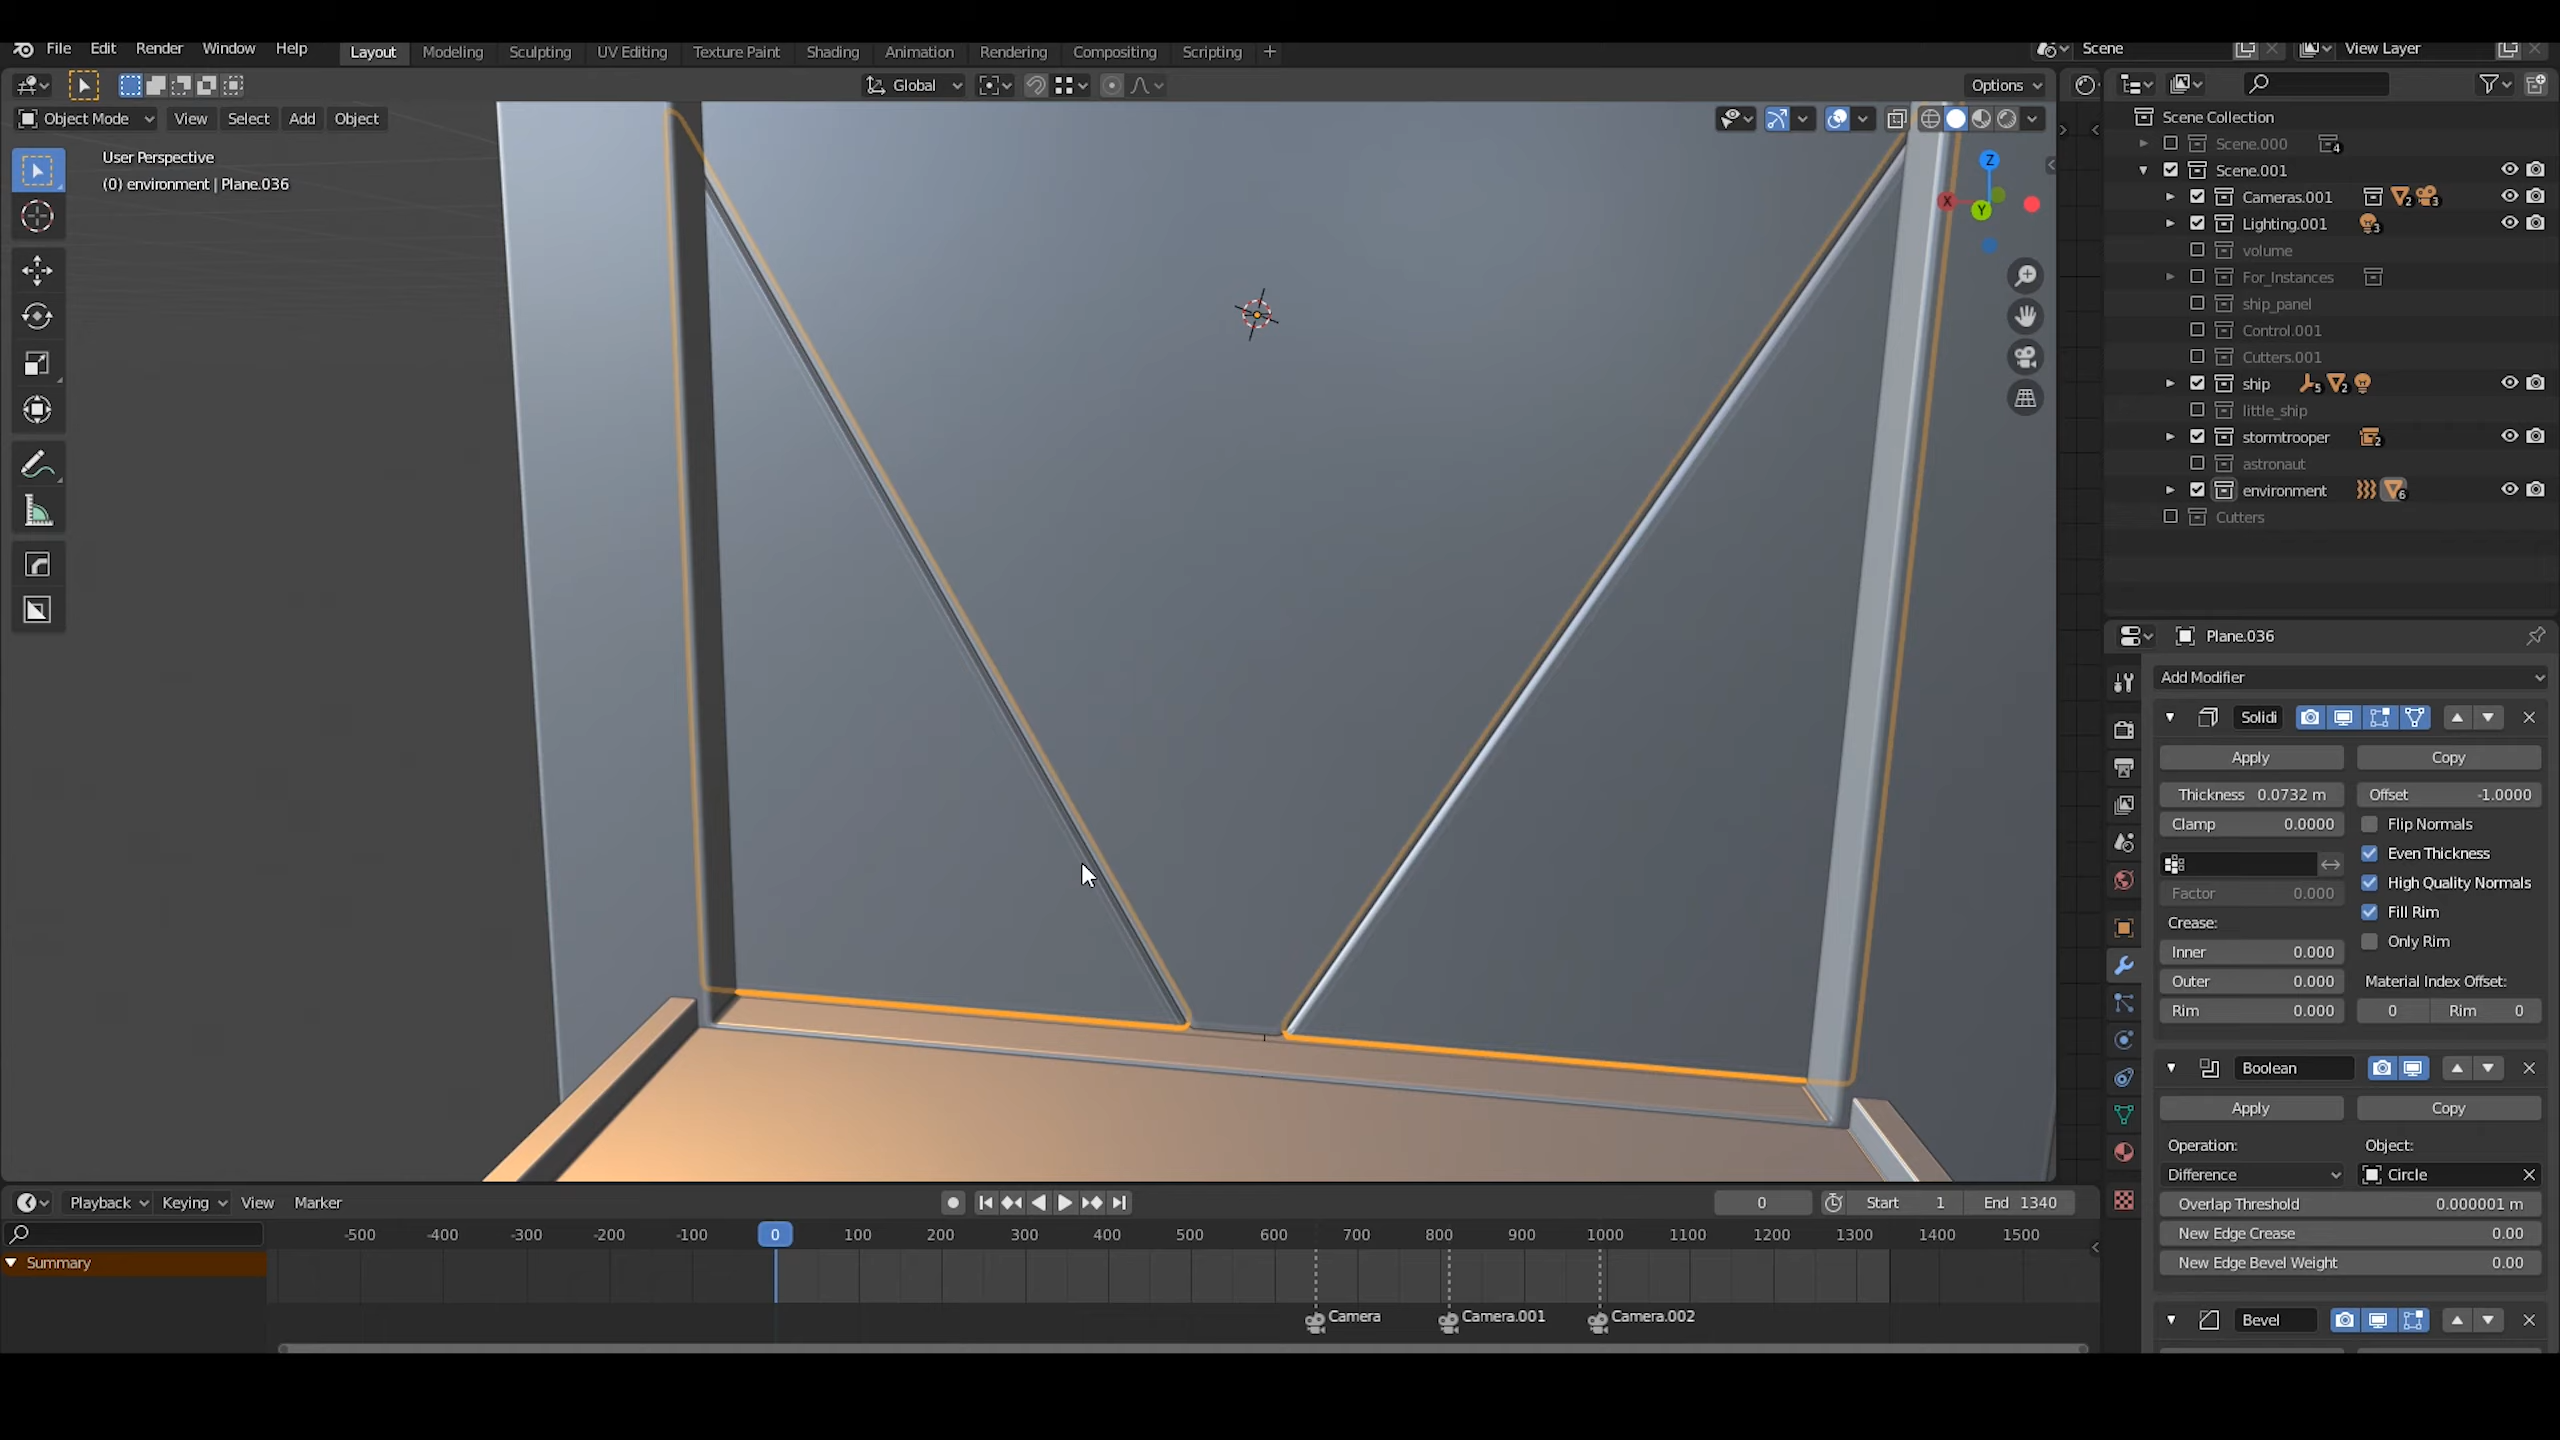 File Edit Render Window Help Layout Modeling Sculpting UV Editing Texture Paint Shading Animation Rendering Compositing Scripting + Scene View Layer
Global Options
Object Mode View Select Add Object
User Perspective
(0) environment | Plane.036
Z
X
Y
Scene Collection
Scene.000 4
Scene.001
Cameras.001 2 3
Lighting.001 3
volume
For_Instances
ship_panel
Control.001
Cutters.001
ship 5 2
little_ship
stormtrooper 2
astronaut
environment 6
Cutters
Plane.036
Add Modifier
Solidi
Apply Copy
Thickness 0.0732 m Offset -1.0000
Clamp 0.0000 Flip Normals
Even Thickness
Factor 0.000 High Quality Normals
Crease: Fill Rim
Inner 0.000 Only Rim
Outer 0.000 Material Index Offset:
Rim 0.000 0 Rim 0
Boolean
Apply Copy
Operation: Object:
Difference Circle
Overlap Threshold 0.000001 m
New Edge Crease 0.00
New Edge Bevel Weight 0.00
Bevel
Playback Keying View Marker 0 Start 1 End 1340
-500 -400 -300 -200 -100 0 100 200 300 400 500 600 700 800 900 1000 1100 1200 1300 1400 1500
Summary
Camera Camera.001 Camera.002